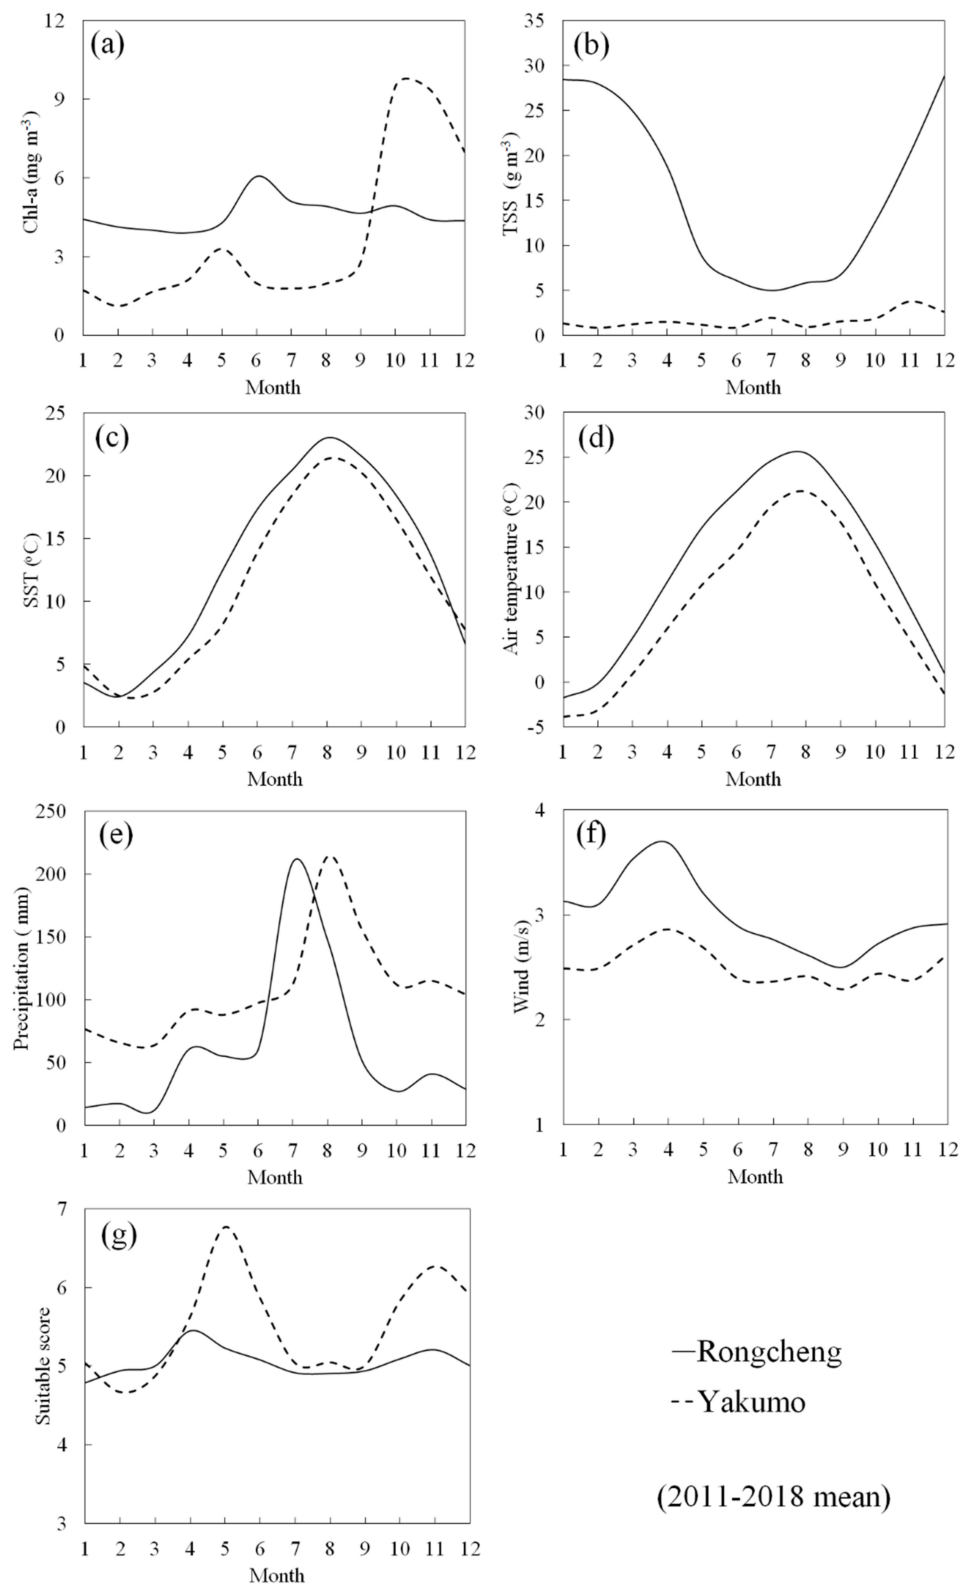 (a)
Chl-a (mg m-3)
12
9
6
3
0
1 2 3 4 5 6 7 8 9 10 11 12
Month
(b)
TSS (g m-3)
35
30
25
20
15
10
5
0
1 2 3 4 5 6 7 8 9 10 11 12
Month
(c)
SST (°C)
25
20
15
10
5
0
1 2 3 4 5 6 7 8 9 10 11 12
Month
(d)
Air temperature (°C)
30
25
20
15
10
5
0
-5
1 2 3 4 5 6 7 8 9 10 11 12
Month
(e)
Precipitation ( mm)
250
200
150
100
50
0
1 2 3 4 5 6 7 8 9 10 11 12
Month
(f)
Wind (m/s)
4
3
2
1
1 2 3 4 5 6 7 8 9 10 11 12
Month
(g)
Suitable score
7
6
5
4
3
1 2 3 4 5 6 7 8 9 10 11 12
Month
Rongcheng
Yakumo
(2011-2018 mean)